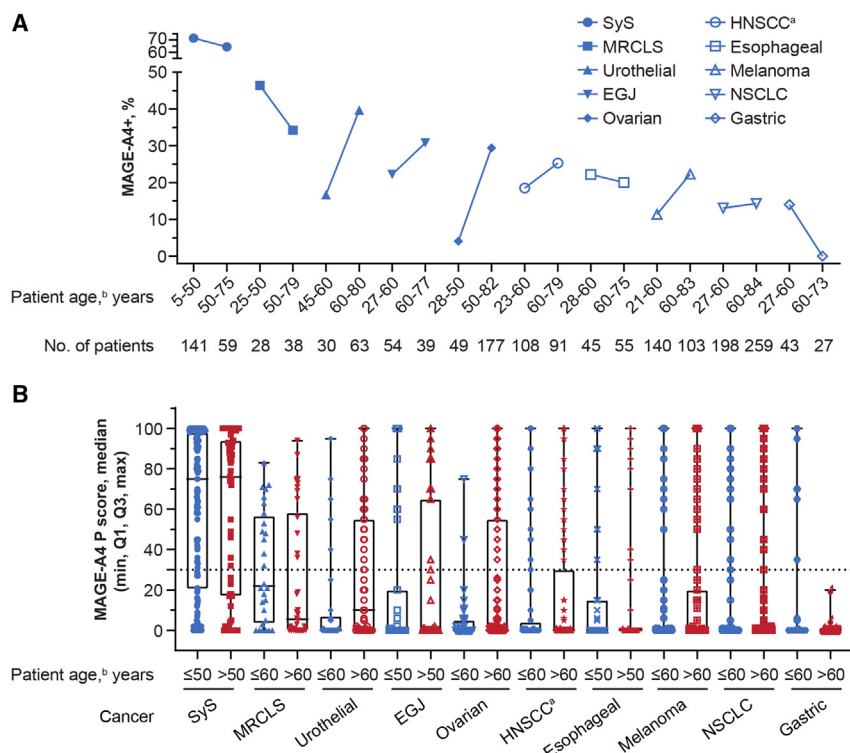 A
SyS
MRCLS
Urothelial
EGJ
Ovarian
HNSCCᵃ
Esophageal
Melanoma
NSCLC
Gastric
MAGE-A4+, %
70
60
50
40
30
20
10
0
Patient age,ᵇ years
5-50 50-75 25-50 50-79 45-60 60-80 27-60 60-77 28-50 50-82 23-60 60-79 28-60 60-75 21-60 60-83 27-60 60-84 27-60 60-73
No. of patients 141 59 28 38 30 63 54 39 49 177 108 91 45 55 140 103 198 259 43 27
B
MAGE-A4 P score, median
(min, Q1, Q3, max)
100
80
60
40
20
0
Patient age,ᵇ years ≤50 >50 ≤60 >60 ≤60 >60 ≤50 >50 ≤60 >60 ≤60 >60 ≤50 >50 ≤60 >60 ≤60 >60 ≤60 >60
Cancer SyS MRCLS Urothelial EGJ Ovarian HNSCCᵃ Esophageal Melanoma NSCLC Gastric